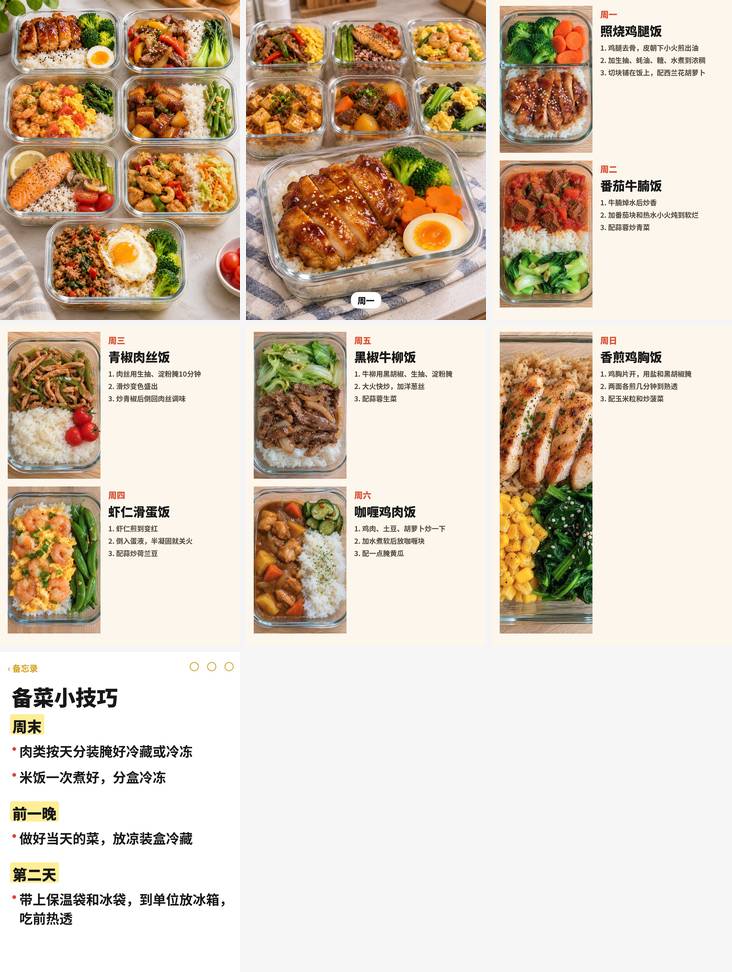 周一
周一
照烧鸡腿饭
1. 鸡腿去骨，皮朝下小火煎出油
2. 加生抽、蚝油、糖、水煮到浓稠
3. 切块铺在饭上，配西兰花胡萝卜
周二
番茄牛腩饭
1. 牛腩焯水后炒香
2. 加番茄块和热水小火炖到软烂
3. 配蒜蓉炒青菜
周三
青椒肉丝饭
1. 肉丝用生抽、淀粉腌10分钟
2. 滑炒变色盛出
3. 炒青椒后倒回肉丝调味
周四
虾仁滑蛋饭
1. 虾仁煎到变红
2. 倒入蛋液，半凝固就关火
3. 配蒜炒荷兰豆
周五
黑椒牛柳饭
1. 牛柳用黑胡椒、生抽、淀粉腌
2. 大火快炒，加洋葱丝
3. 配蒜蓉生菜
周六
咖喱鸡肉饭
1. 鸡肉、土豆、胡萝卜炒一下
2. 加水煮软后放咖喱块
3. 配一点腌黄瓜
周日
香煎鸡胸饭
1. 鸡胸片开，用盐和黑胡椒腌
2. 两面各煎几分钟到熟透
3. 配玉米粒和炒菠菜
‹ 备忘录
备菜小技巧
周末
• 肉类按天分装腌好冷藏或冷冻
• 米饭一次煮好，分盒冷冻
前一晚
• 做好当天的菜，放凉装盒冷藏
第二天
• 带上保温袋和冰袋，到单位放冰箱，
吃前热透